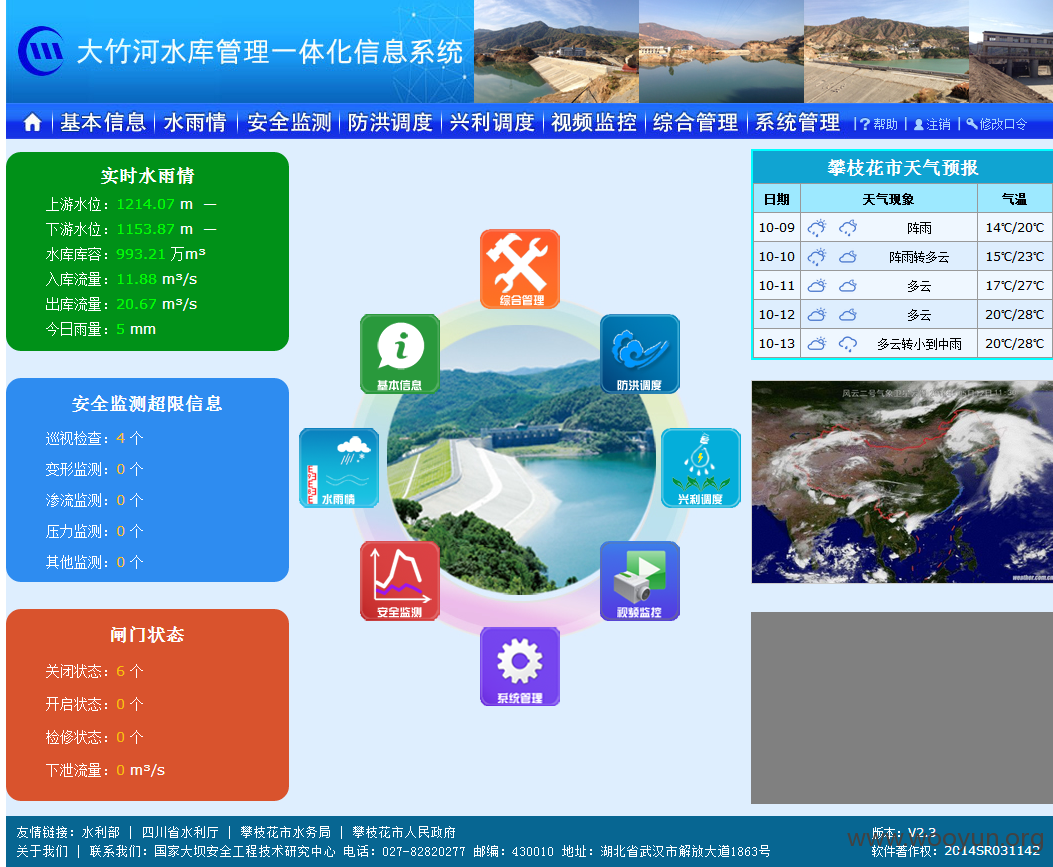 大竹河水库管理一体化信息系统
基本信息 水雨情 安全监测 防洪调度 兴利调度 视频监控 综合管理 系统管理 | ? 帮助 | 注销 | 修改口令
实时水雨情
上游水位：1214.07 m —
下游水位：1153.87 m —
水库库容：993.21 万m³
入库流量：11.88 m³/s
出库流量：20.67 m³/s
今日雨量：5 mm
安全监测超限信息
巡视检查：4 个
变形监测：0 个
渗流监测：0 个
压力监测：0 个
其他监测：0 个
闸门状态
关闭状态：6 个
开启状态：0 个
检修状态：0 个
下泄流量：0 m³/s
综合管理
基本信息
防洪调度
水雨情
兴利调度
安全监测
视频监控
系统管理
攀枝花市天气预报
日期 天气现象 气温
10-09 阵雨 14℃/20℃
10-10 阵雨转多云 15℃/23℃
10-11 多云 17℃/27℃
10-12 多云 20℃/28℃
10-13 多云转小到中雨 20℃/28℃
weather.com.cn
友情链接：水利部 | 四川省水利厅 | 攀枝花市水务局 | 攀枝花市人民政府
关于我们 | 联系我们：国家大坝安全工程技术研究中心 电话：027-82820277 邮编：430010 地址：湖北省武汉市解放大道1863号
版本：V2.3
软件著作权：2014SR031142
www.wooyun.org